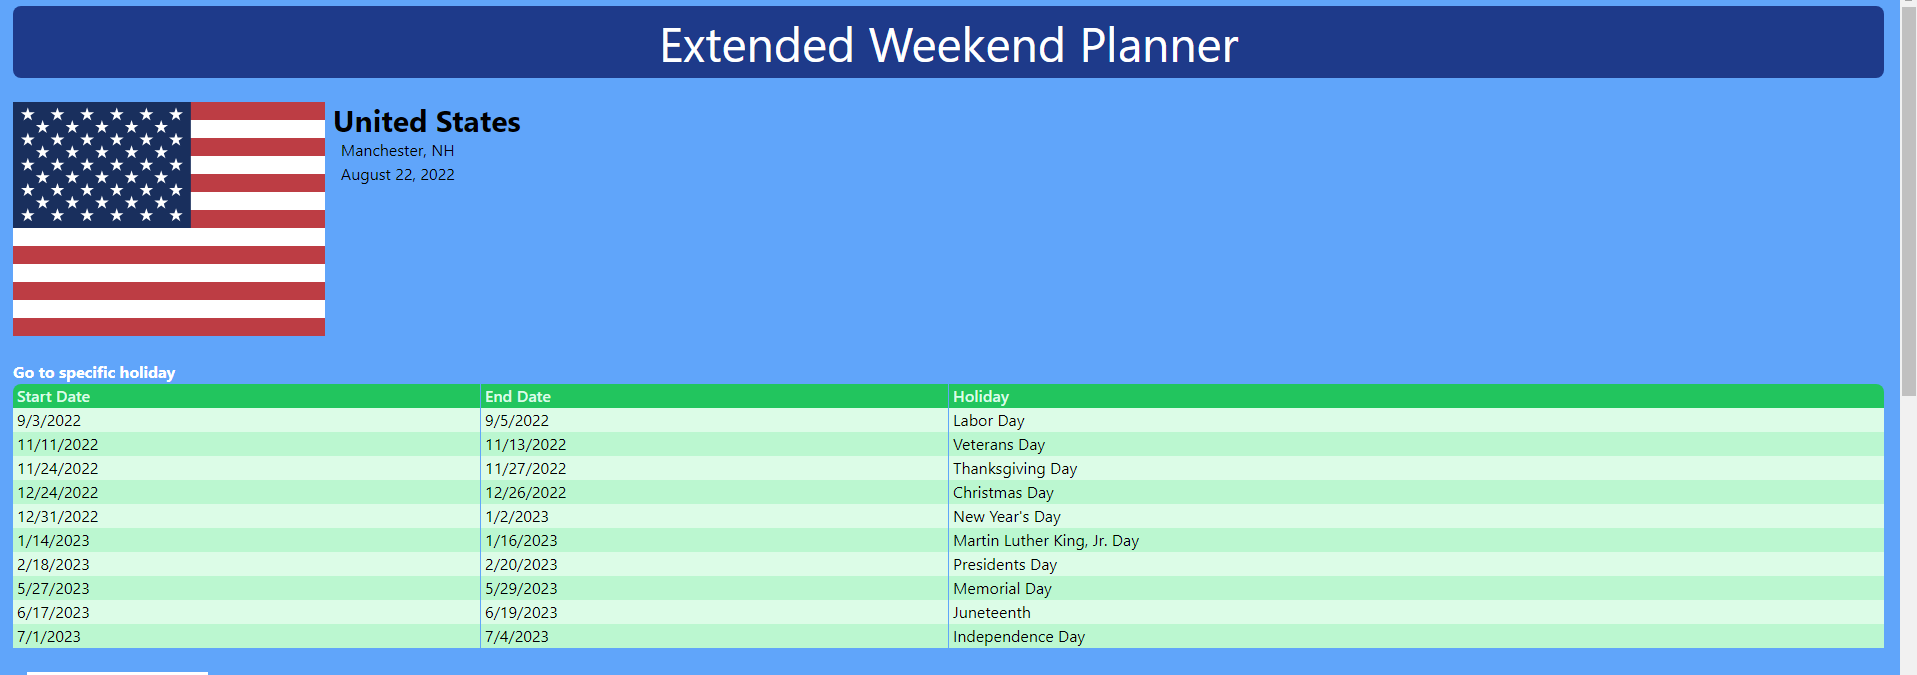 Extended Weekend Planner
United States
Manchester, NH
August 22, 2022
Go to specific holiday
Start Date End Date Holiday
9/3/2022 9/5/2022 Labor Day
11/11/2022 11/13/2022 Veterans Day
11/24/2022 11/27/2022 Thanksgiving Day
12/24/2022 12/26/2022 Christmas Day
12/31/2022 1/2/2023 New Year's Day
1/14/2023 1/16/2023 Martin Luther King, Jr. Day
2/18/2023 2/20/2023 Presidents Day
5/27/2023 5/29/2023 Memorial Day
6/17/2023 6/19/2023 Juneteenth
7/1/2023 7/4/2023 Independence Day